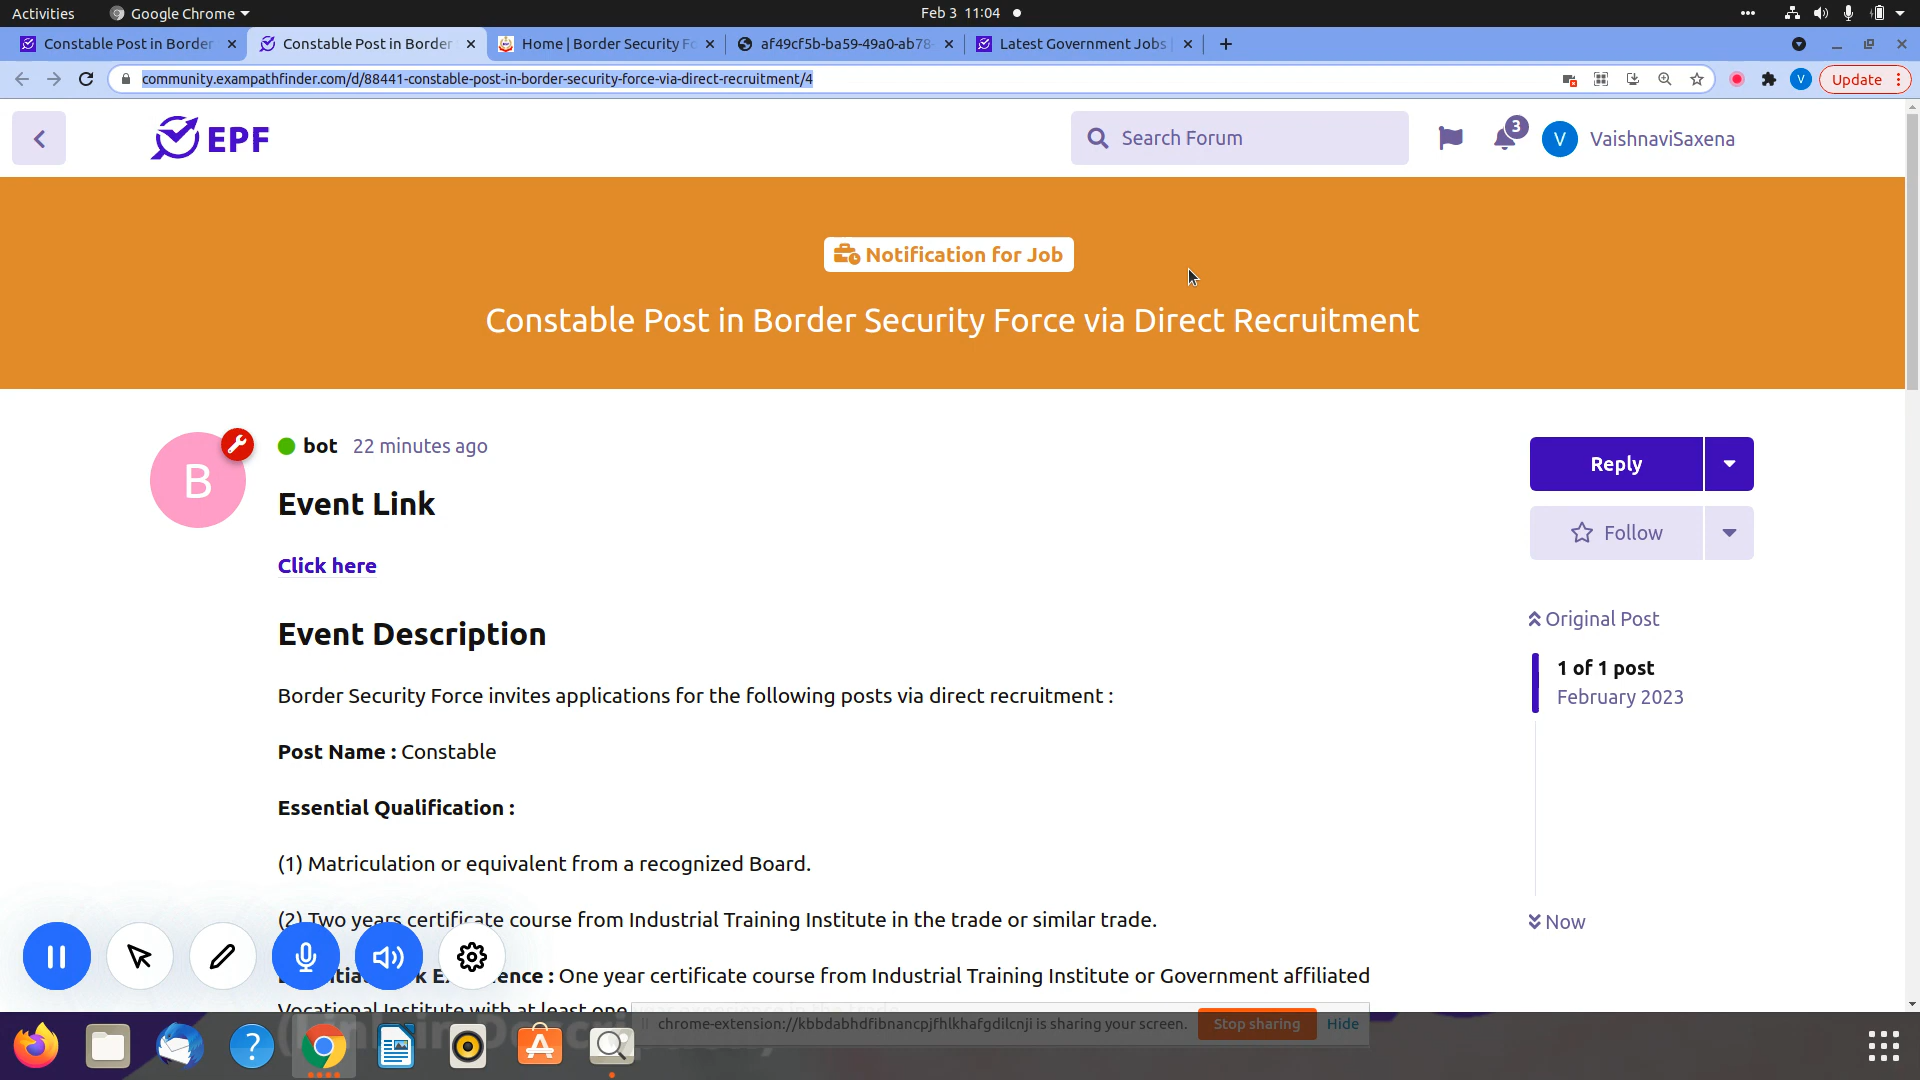 Activities
Google Chrome
Feb 3 11:04
Constable Post in Border
Constable Post in Border
Home | Border Security Fo
af49cf5b-ba59-49a0-ab78-
Latest Government Jobs
community.exampathfinder.com/d/88441-constable-post-in-border-security-force-via-direct-recruitment/4
V
Update
EPF
Search Forum
3
V
VaishnaviSaxena
Notification for Job
Constable Post in Border Security Force via Direct Recruitment
B
bot 22 minutes ago
Reply
Event Link
Follow
Click here
Original Post
Event Description
1 of 1 post
February 2023
Border Security Force invites applications for the following posts via direct recruitment :
Post Name : Constable
Essential Qualification :
(1) Matriculation or equivalent from a recognized Board.
(2) Two years certificate course from Industrial Training Institute in the trade or similar trade.
Now
One year certificate course from Industrial Training Institute or Government affiliated
Vocational Institute with at least one
chrome-extension://kbbdabhdfibnancpjfhlkhafgdilcnji is sharing your screen.
Stop sharing
Hide